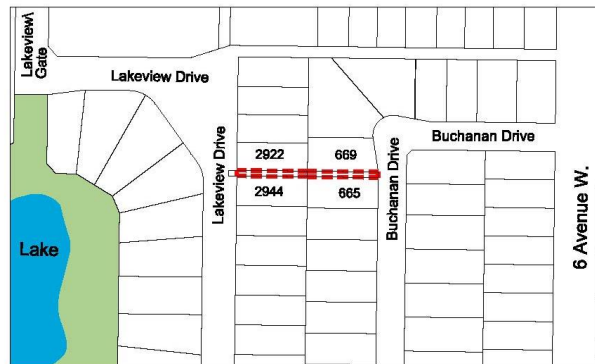 Lakeview\
Gate
Lakeview Drive
Lakeview Drive
2922
669
2944
665
Buchanan Drive
Buchanan Drive
6 Avenue W.
Lake